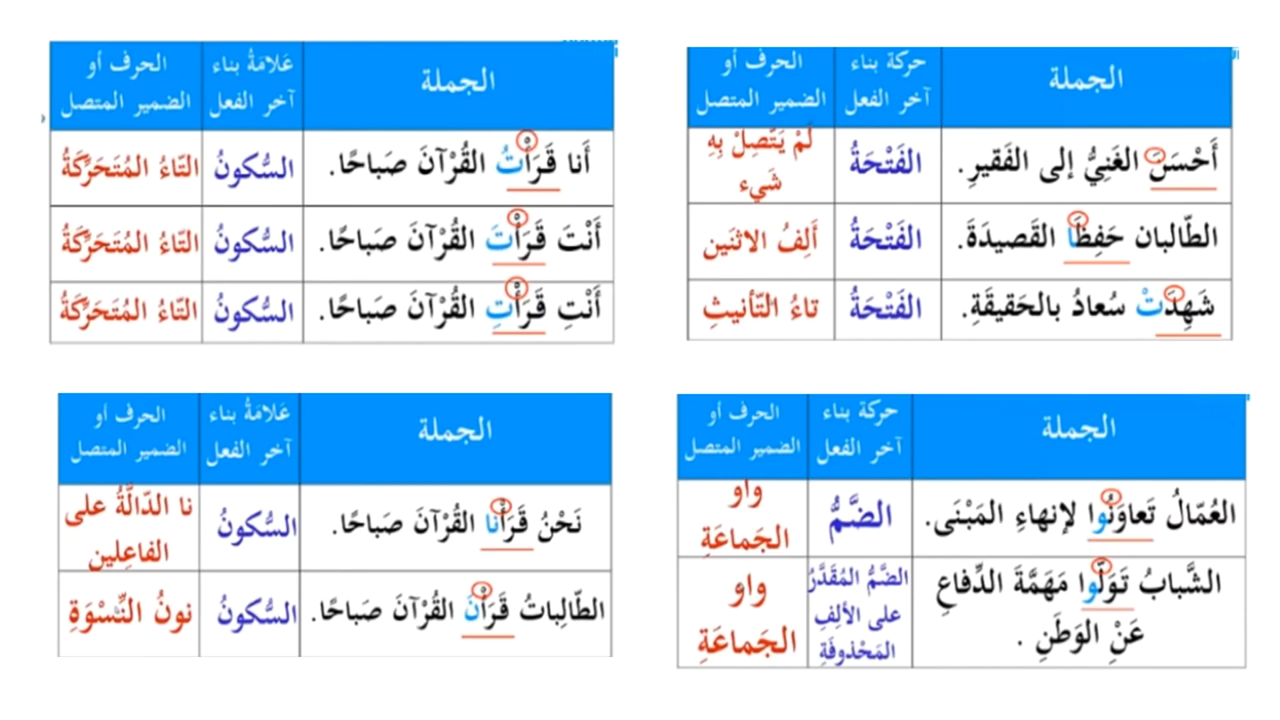 الجملة
حركة بناء آخر الفعل
الحرف أو الضمير المتصل
أَحْسَنَ الغَنِيُّ إلى الفَقيرِ.
الفَتْحَةُ
لَمْ يَتَّصِلْ بِهِ شَيء
الطّالبان حَفِظَا القَصيدَةَ.
الفَتْحَةُ
أَلِفُ الاثنَين
شَهِدَتْ سُعادُ بالحَقيقَةِ.
الفَتْحَةُ
تاءُ التّأنيثِ
الجملة
عَلامَةُ بناء آخر الفعل
الحرف أو الضمير المتصل
أَنا قَرَأْتُ القُرْآنَ صَباحًا.
السُّكونُ
التّاءُ المُتَحَرِّكَةُ
أَنْتَ قَرَأْتَ القُرْآنَ صَباحًا.
السُّكونُ
التّاءُ المُتَحَرِّكَةُ
أَنْتِ قَرَأْتِ القُرْآنَ صَباحًا.
السُّكونُ
التّاءُ المُتَحَرِّكَةُ
الجملة
حركة بناء آخر الفعل
الحرف أو الضمير المتصل
العُمّالُ تَعاوَنُوا لإنهاءِ المَبْنَى.
الضَّمُّ
واو الجَماعَةِ
الشَّبابُ تَوَلَّوا مَهَمَّةَ الدِّفاعِ
عَنْ الوَطَنِ .
الضَّمُّ المُقَدَّرُ
على الألِفِ
المَحْذوفَةِ
واو
الجَماعَةِ
الجملة
عَلامَةُ بناء آخر الفعل
الحرف أو الضمير المتصل
نَحْنُ قَرَأْنا القُرْآنَ صَباحًا.
السُّكونُ
نا الدّالَّةُ على الفاعِلين
الطّالِباتُ قَرَأْنَ القُرْآنَ صَباحًا.
السُّكونُ
نونُ النِّسْوَةِ